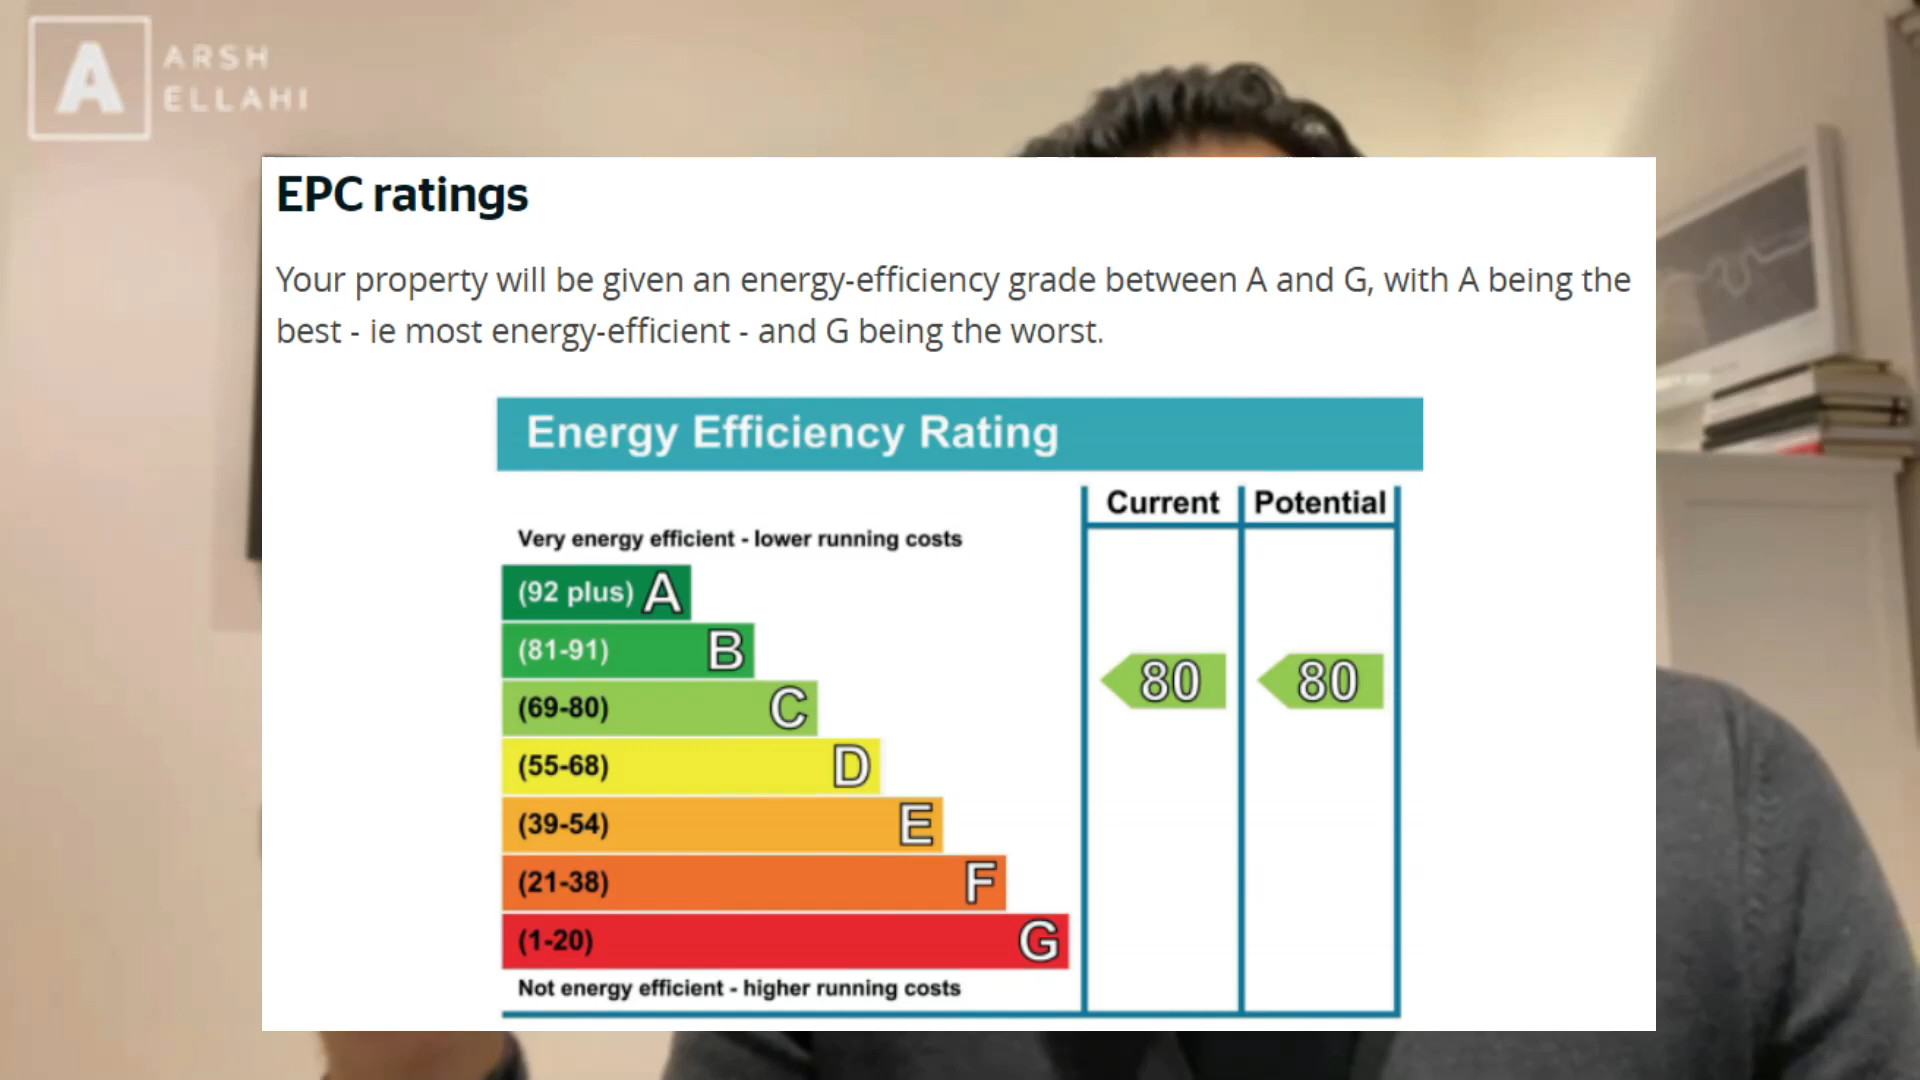 A
ARSH
ELLAHI
EPC ratings
Your property will be given an energy-efficiency grade between A and G, with A being the
best - ie most energy-efficient - and G being the worst.
Energy Efficiency Rating
Current Potential
Very energy efficient - lower running costs
(92 plus) A
(81-91) B
80 80
(69-80) C
(55-68) D
(39-54) E
(21-38) F
(1-20) G
Not energy efficient - higher running costs